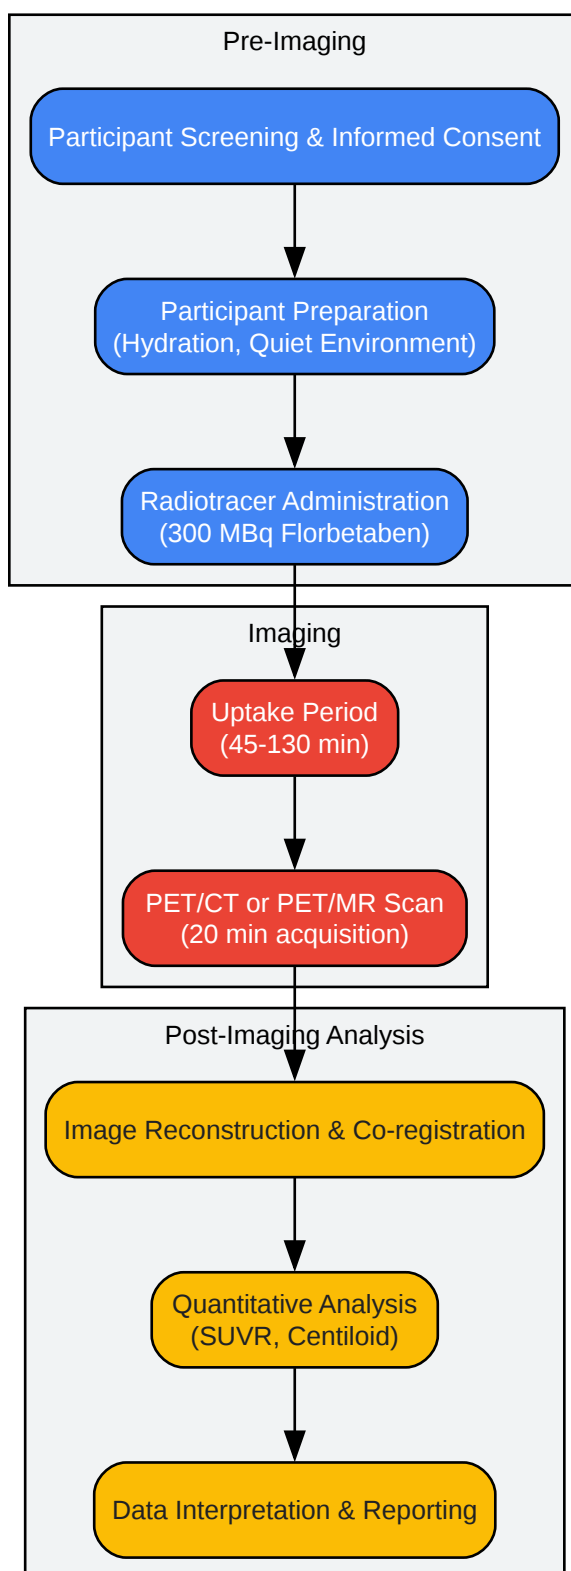 Pre-Imaging
Participant Screening & Informed Consent
Participant Preparation
(Hydration, Quiet Environment)
Radiotracer Administration
(300 MBq Florbetaben)
Imaging
Uptake Period
(45-130 min)
PET/CT or PET/MR Scan
(20 min acquisition)
Post-Imaging Analysis
Image Reconstruction & Co-registration
Quantitative Analysis
(SUVR, Centiloid)
Data Interpretation & Reporting